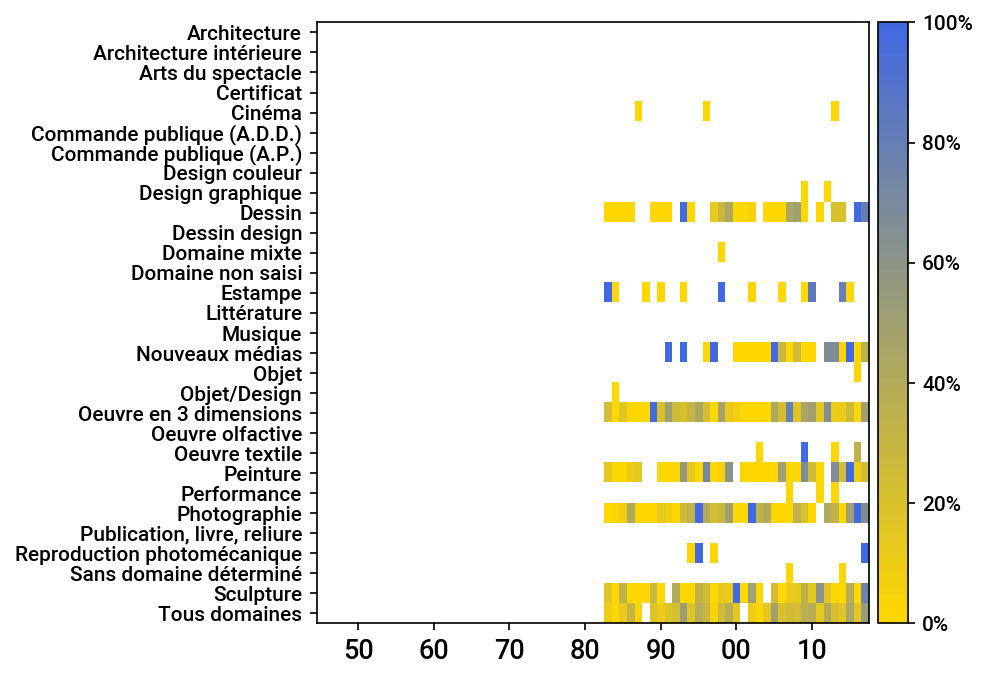 Architecture
Architecture intérieure
Arts du spectacle
Certificat
Cinéma
Commande publique (A.D.D.)
Commande publique (A.P.)
Design couleur
Design graphique
Dessin
Dessin design
Domaine mixte
Domaine non saisi
Estampe
Littérature
Musique
Nouveaux médias
Objet
Objet/Design
Oeuvre en 3 dimensions
Oeuvre olfactive
Oeuvre textile
Peinture
Performance
Photographie
Publication, livre, reliure
Reproduction photomécanique
Sans domaine déterminé
Sculpture
Tous domaines
50 60 70 80 90 00 10
100%
80%
60%
40%
20%
0%